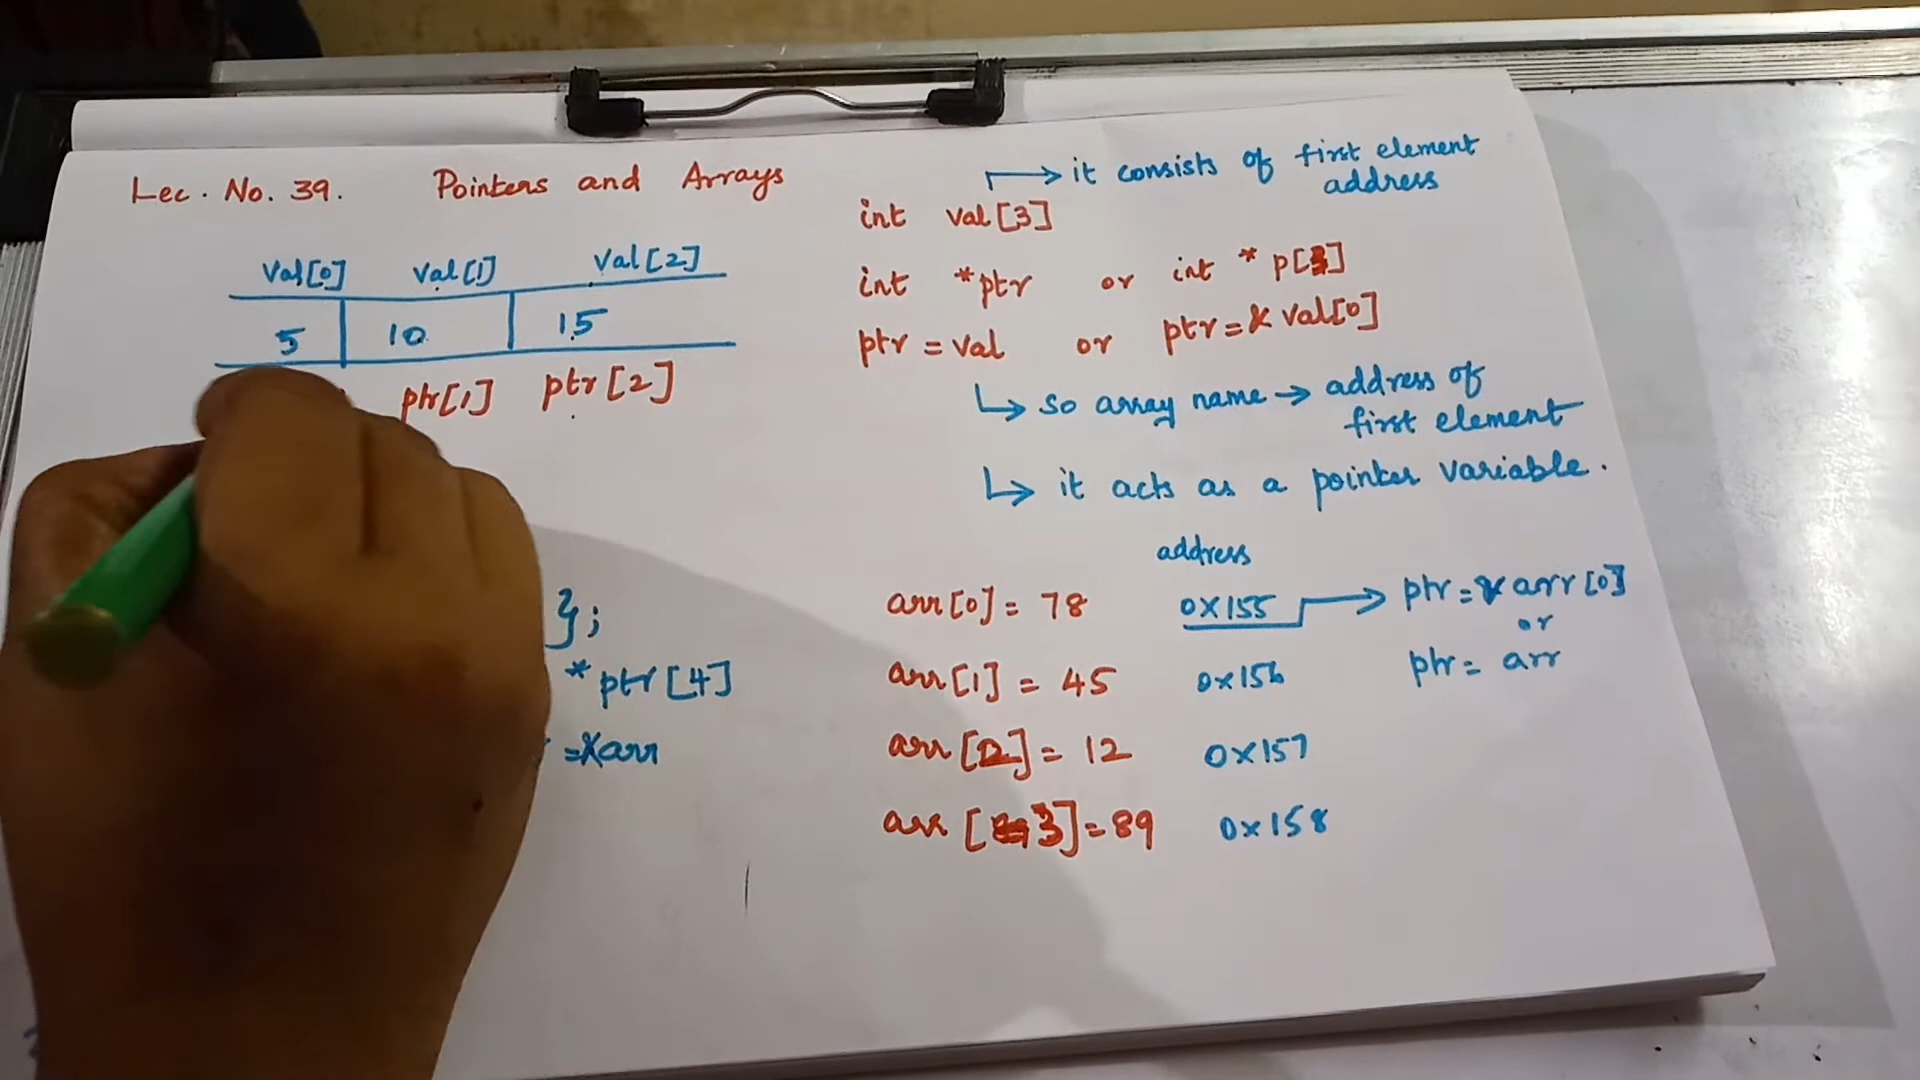 Lec. No. 39. Pointers and Arrays
Val[0] Val[1] Val[2]
5 10 15
ptr[1] ptr[2]
};
*ptr[4]
=&arr
it consists of first element
address
int val[3]
int *ptr or int *p[3]
ptr = val or ptr = & val[0]
so array name → address of
first element
it acts as a pointer variable.
address
arr[0] = 78 0x155 → ptr = & arr[0]
or
arr[1] = 45 0x156 ptr = arr
arr[2] = 12 0x157
arr[3] = 89 0x158